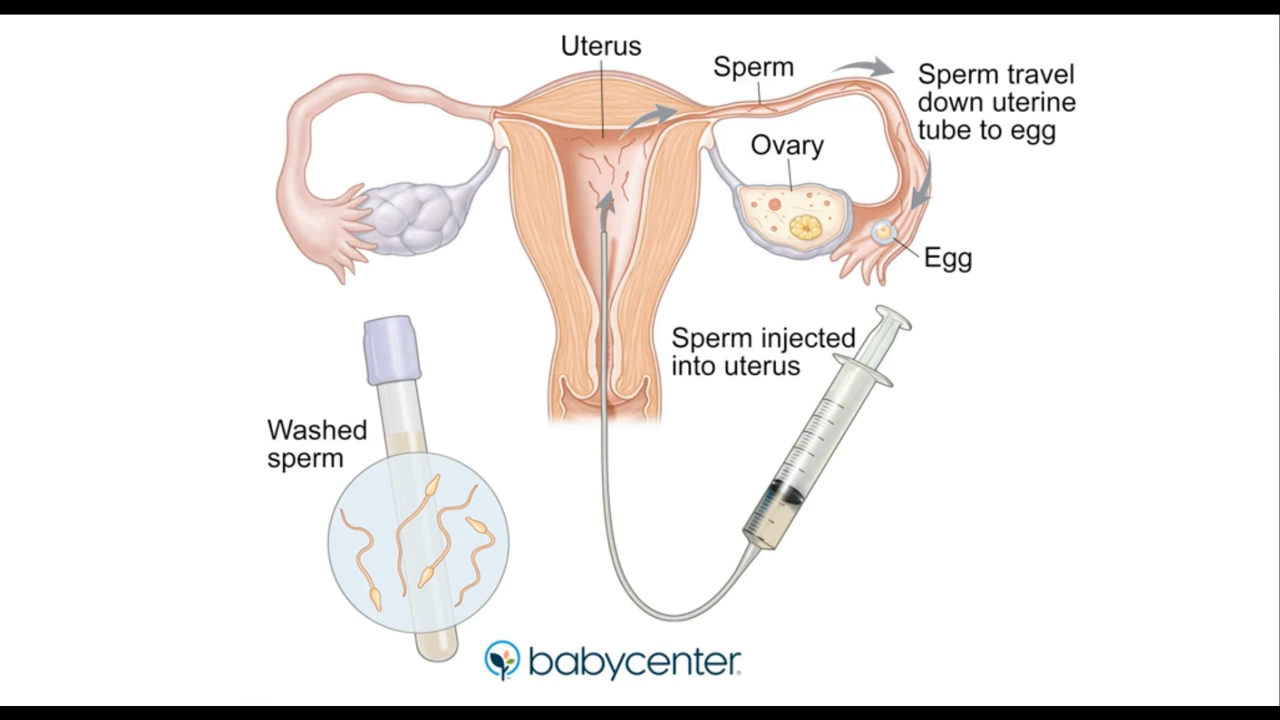 Uterus
Sperm
Sperm travel
down uterine
tube to egg
Ovary
Egg
Sperm injected
into uterus
Washed
sperm
babycenter